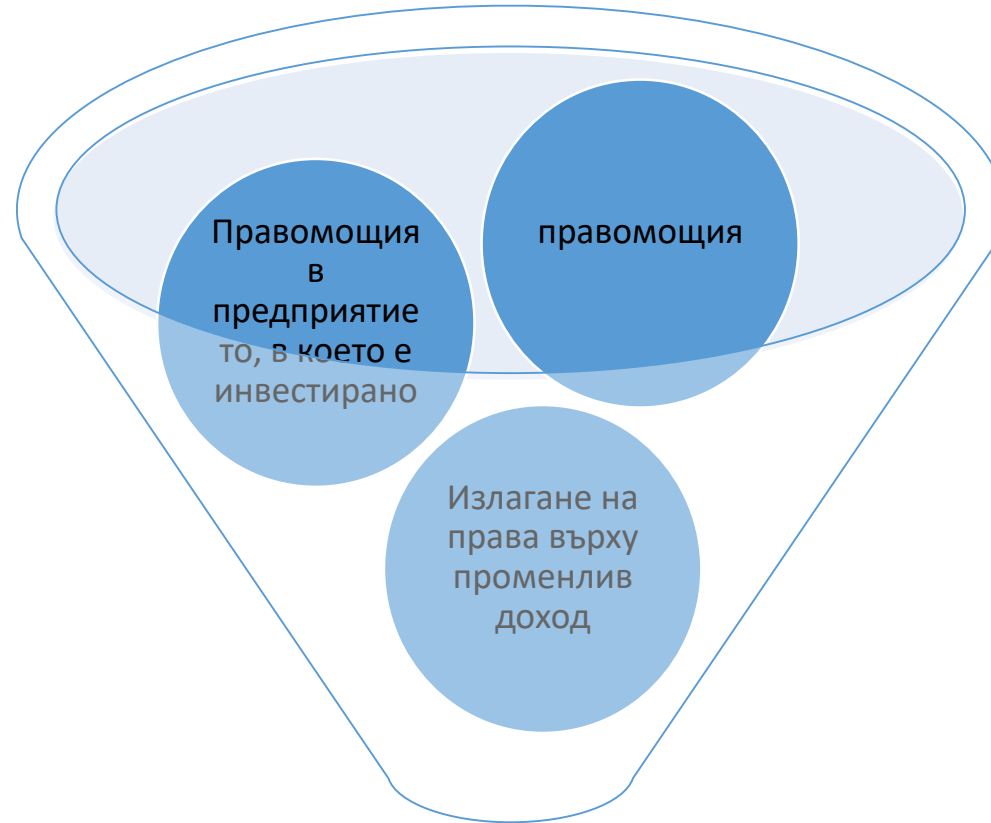 Правомощия
в
предприятие
то, в което е
инвестирано
правомощия
Излагане на
права върху
променлив
доход